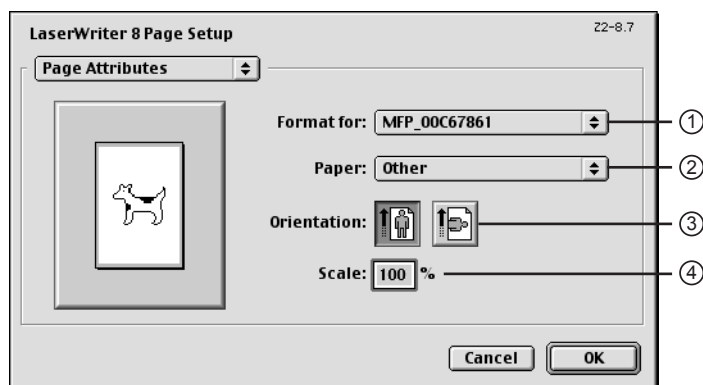 LaserWriter 8 Page Setup
Z2-8.7
Page Attributes
Format for: MFP_00C67861
1
Paper: Other
2
Orientation:
3
Scale: 100 %
4
Cancel OK